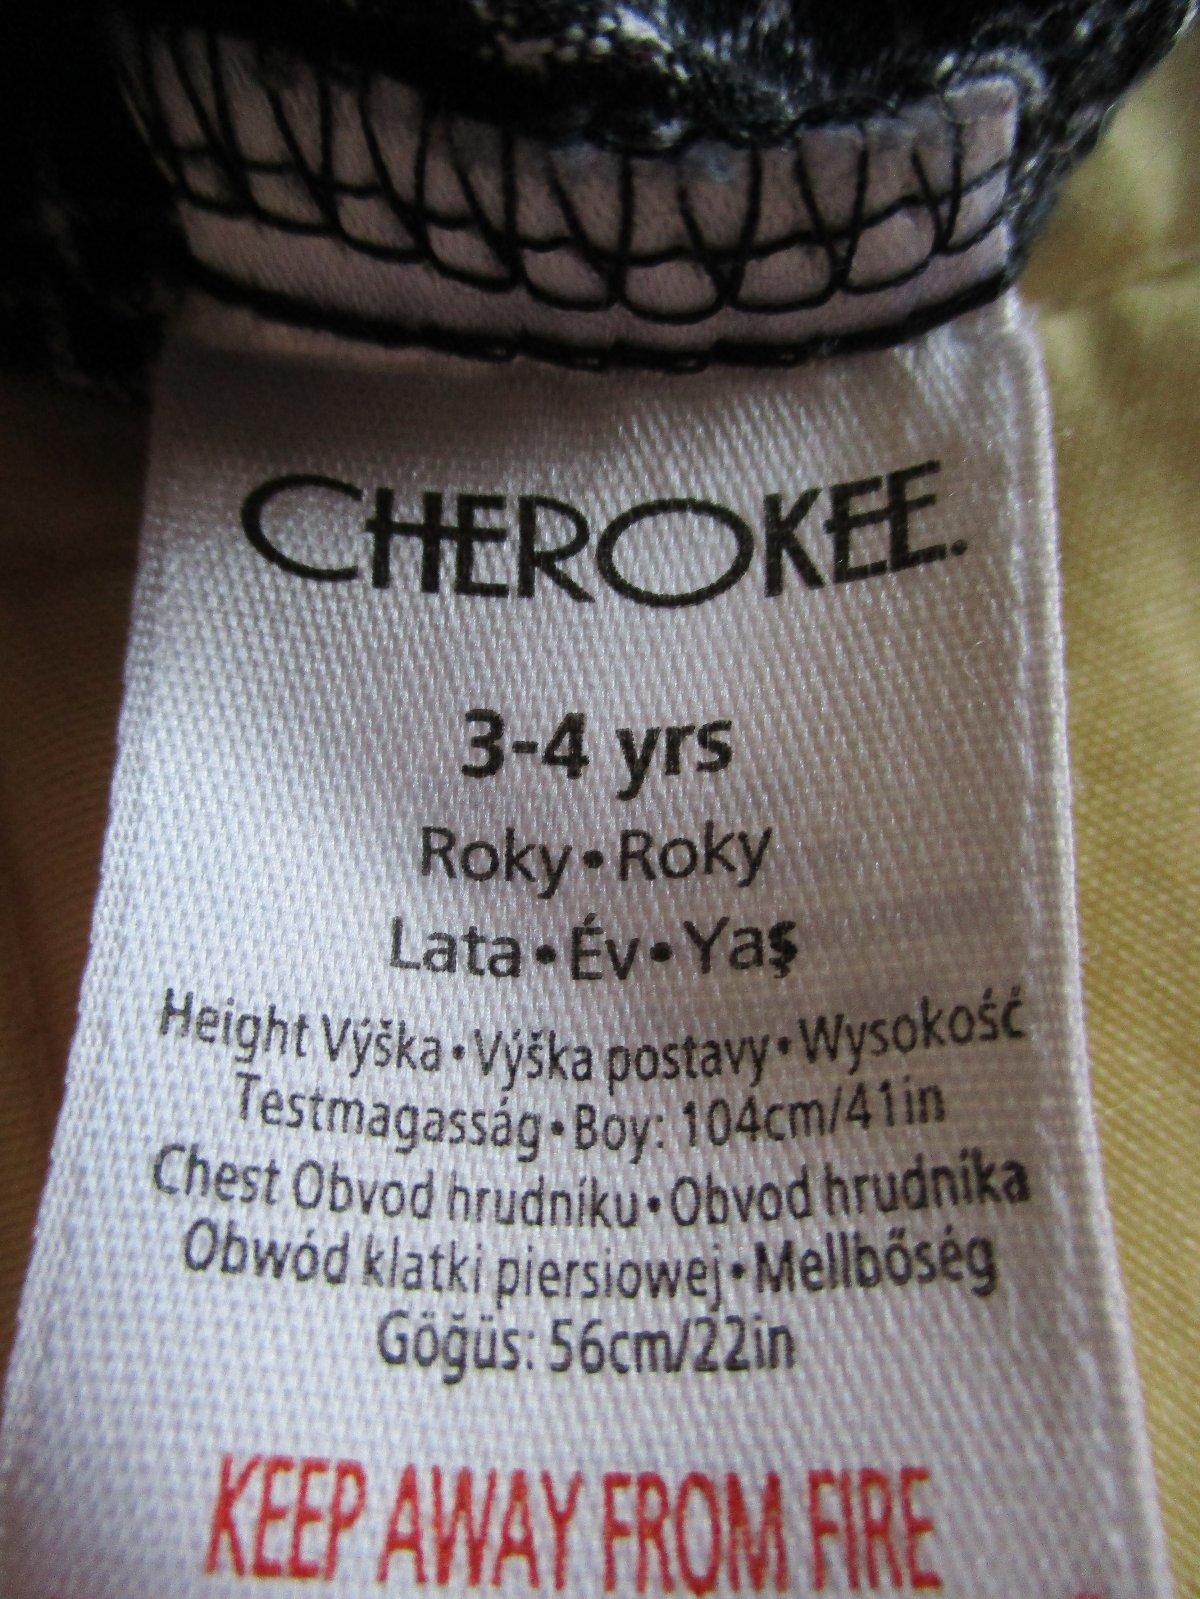 CHEROKEE.
3-4 yrs
Roky • Roky
Lata • Év • Yaş
Height Výška • Výška postavy • Wysokość
Testmagasság • Boy: 104cm/41in
Chest Obvod hrudníku • Obvod hrudníka
Obwód klatki piersiowej • Mellbőség
Göğüs: 56cm/22in
KEEP AWAY FROM FIRE